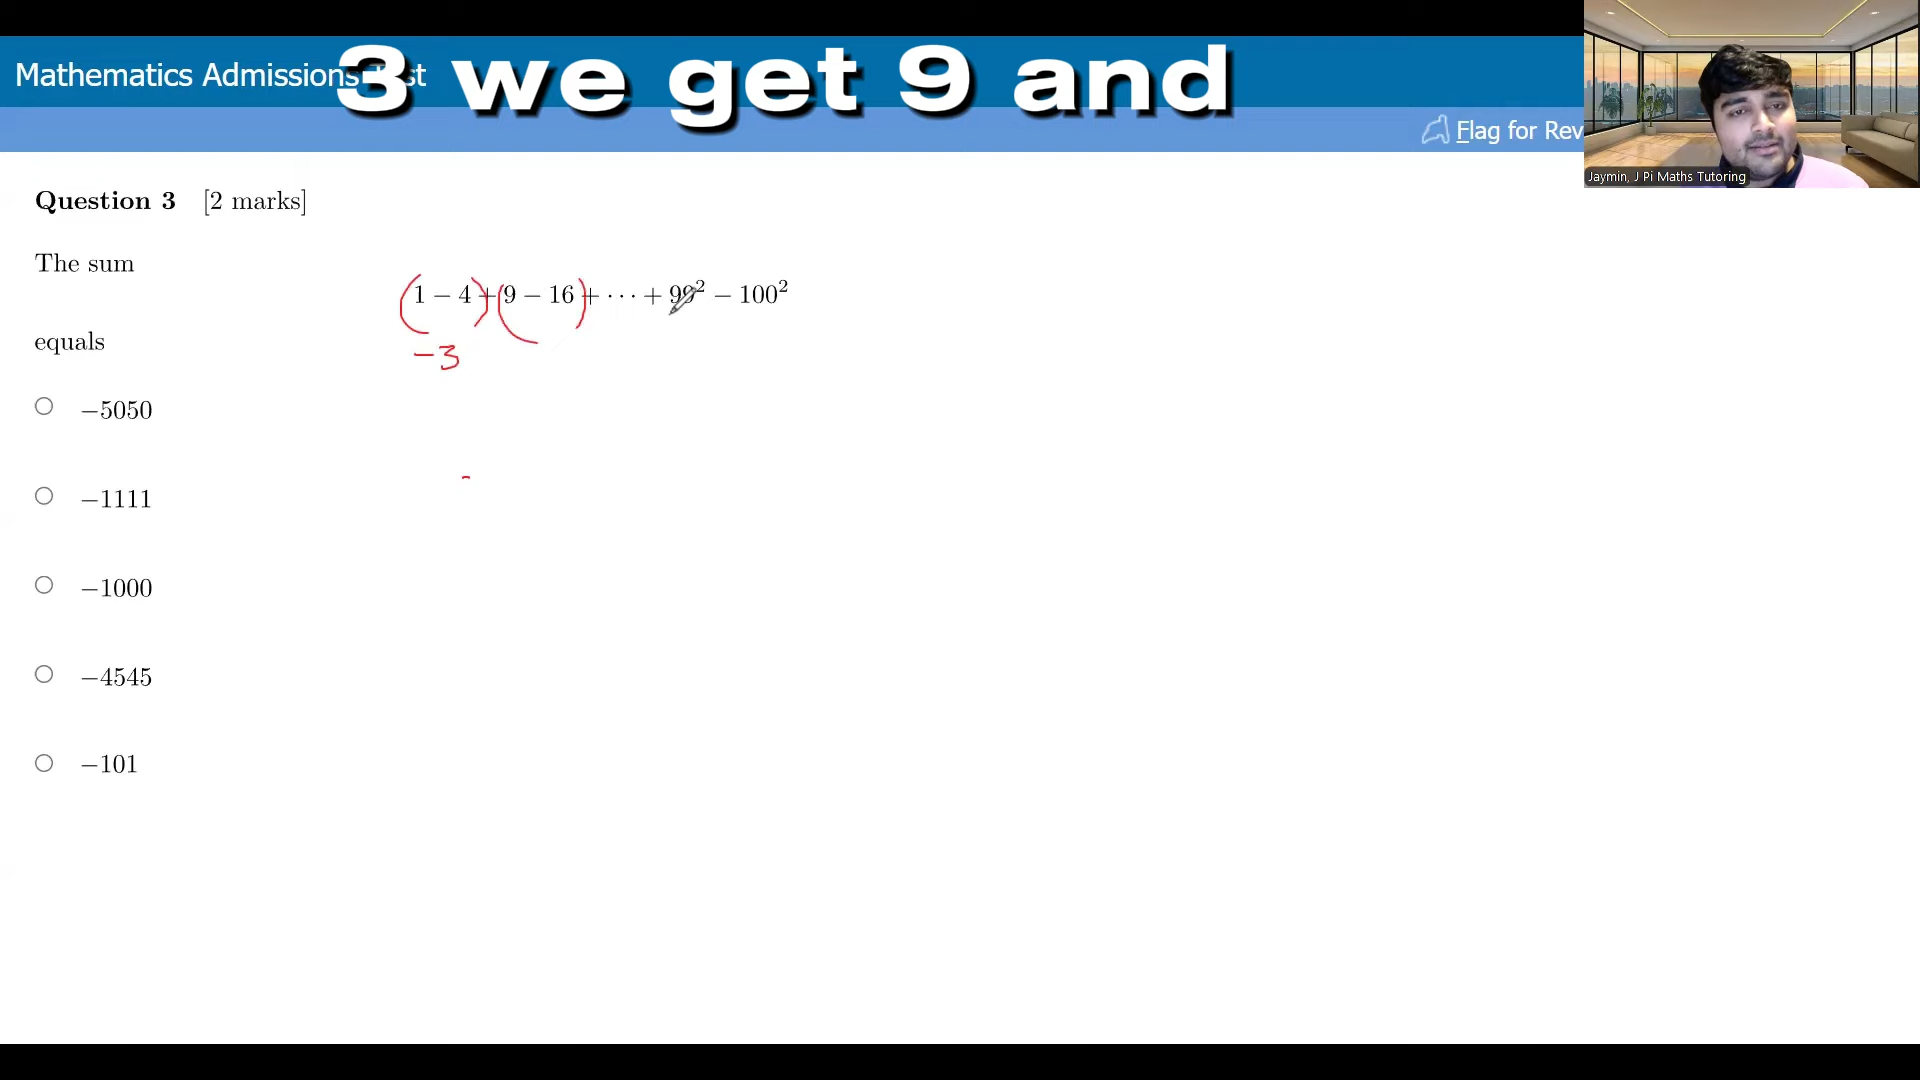 Mathematics Admissions Test
3 we get 9 and
Flag for Rev
Jaymin, J Pi Maths Tutoring
Question 3 [2 marks]
The sum
(1 − 4) + (9 − 16) + ··· + 99² − 100²
−3
equals
−5050
−1111
−1000
−4545
−101